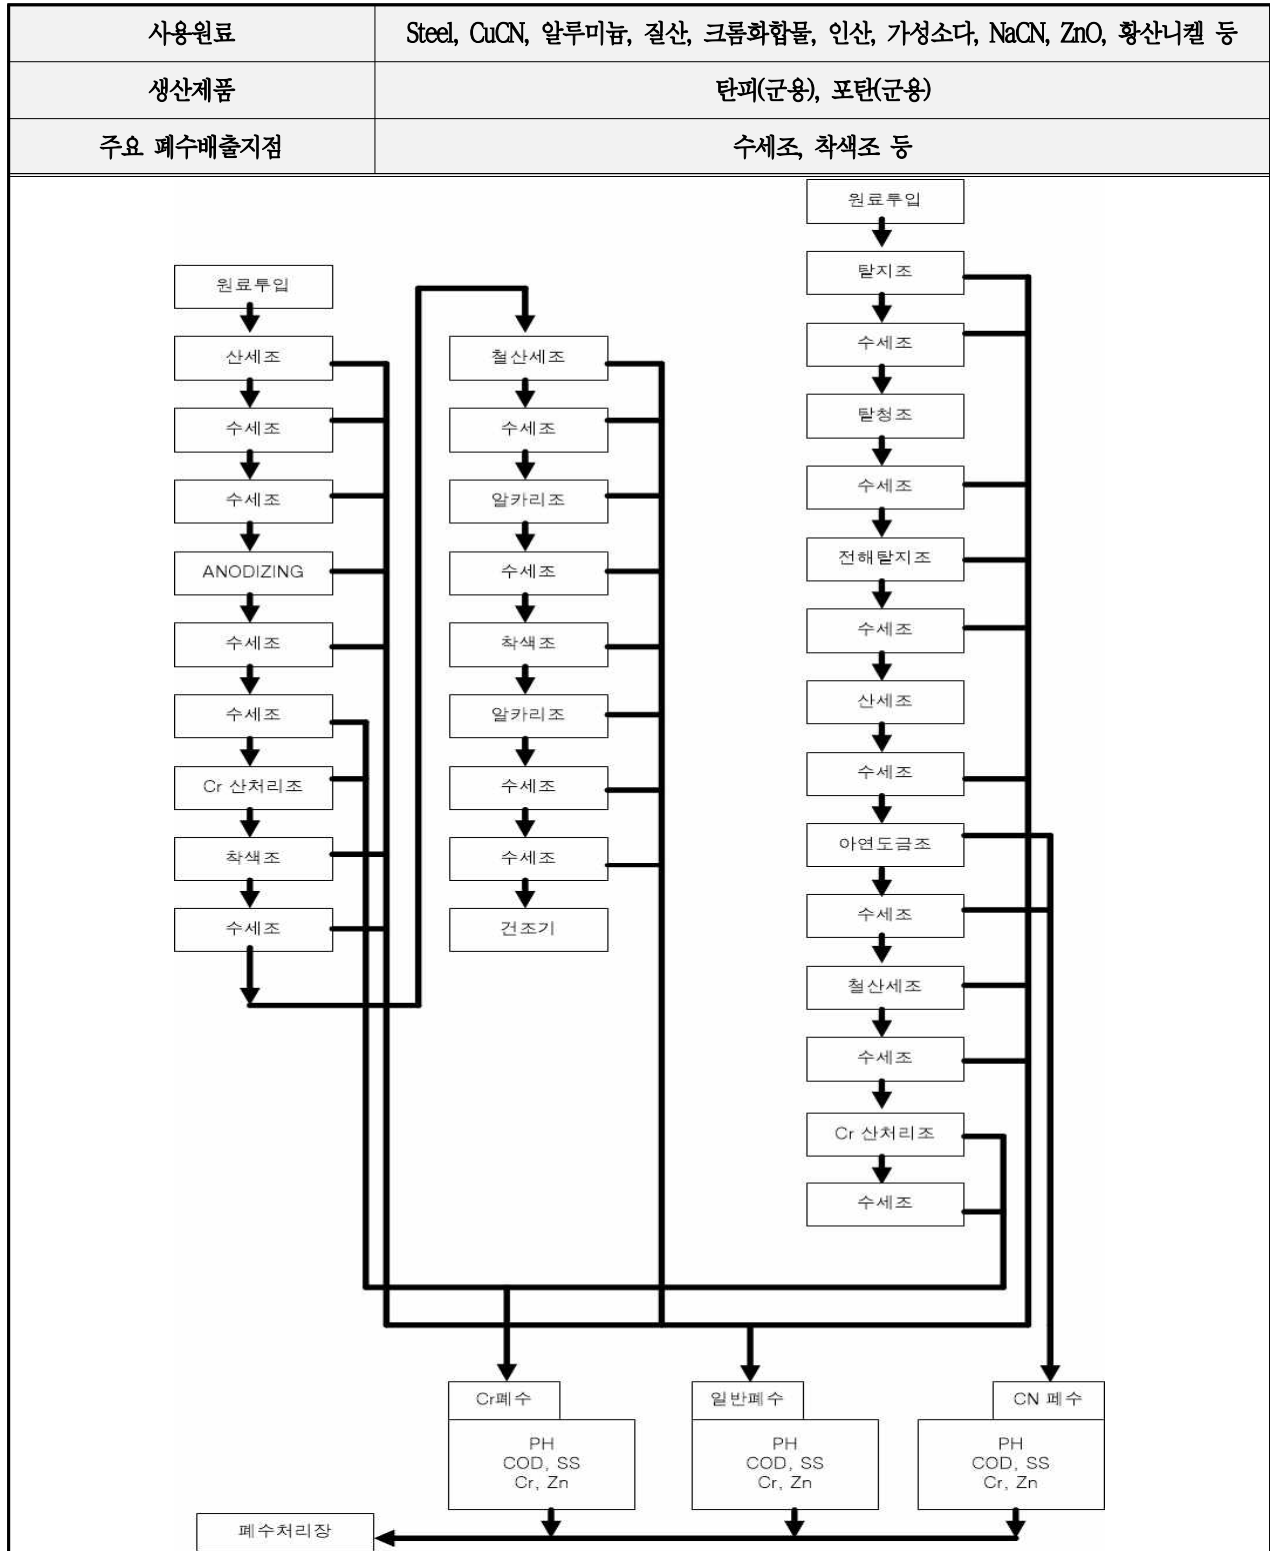 사용원료
Steel, CuCN, 알루미늄, 질산, 크롬화합물, 인산, 가성소다, NaCN, ZnO, 황산니켈 등
생산제품
탄피(군용), 포탄(군용)
주요 폐수배출지점
수세조, 착색조 등
원료투입
산세조
수세조
수세조
ANODIZING
수세조
수세조
Cr 산처리조
착색조
수세조
철산세조
수세조
알카리조
수세조
착색조
알카리조
수세조
수세조
건조기
원료투입
탈지조
수세조
탈청조
수세조
전해탈지조
수세조
산세조
수세조
아연도금조
수세조
철산세조
수세조
Cr 산처리조
수세조
Cr폐수
PH
COD, SS
Cr, Zn
일반폐수
PH
COD, SS
Cr, Zn
CN 폐수
PH
COD, SS
Cr, Zn
폐수처리장